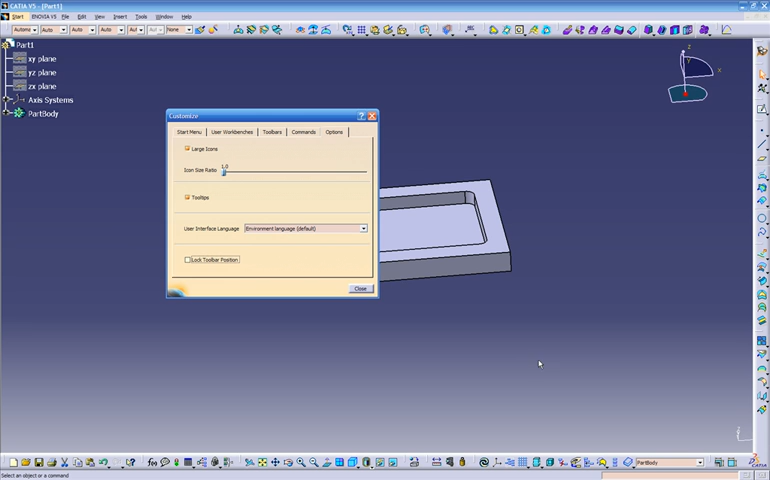 CATIA V5 - [Part1]
Start ENOVIA V5 File Edit View Insert Tools Window Help
Auto Auto Auto Aut None
Part1
xy plane
yz plane
zx plane
Axis Systems
PartBody
x
y
z
Customize
Start Menu User Workbenches Toolbars Commands Options
Large Icons
1.0
Icon Size Ratio
Tooltips
User Interface Language Environment language (default)
Lock Toolbar Position
Close
PartBody
CATIA
Select an object or a command